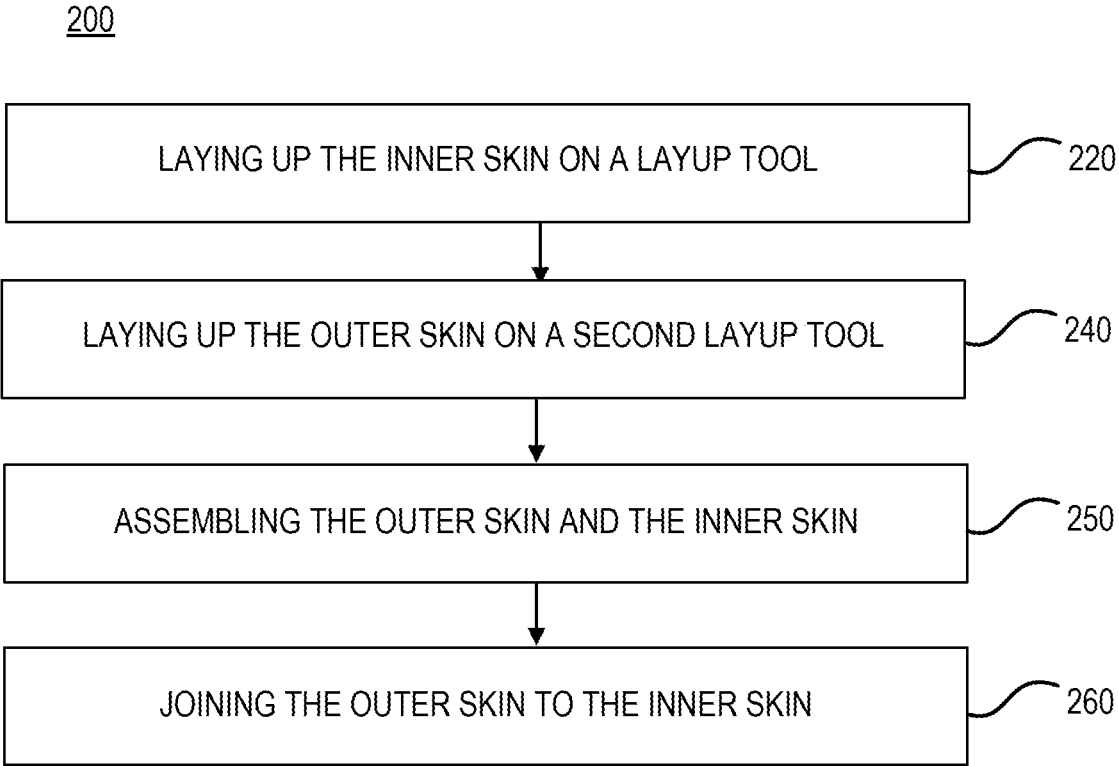 200
LAYING UP THE INNER SKIN ON A LAYUP TOOL
220
LAYING UP THE OUTER SKIN ON A SECOND LAYUP TOOL
240
ASSEMBLING THE OUTER SKIN AND THE INNER SKIN
250
JOINING THE OUTER SKIN TO THE INNER SKIN
260